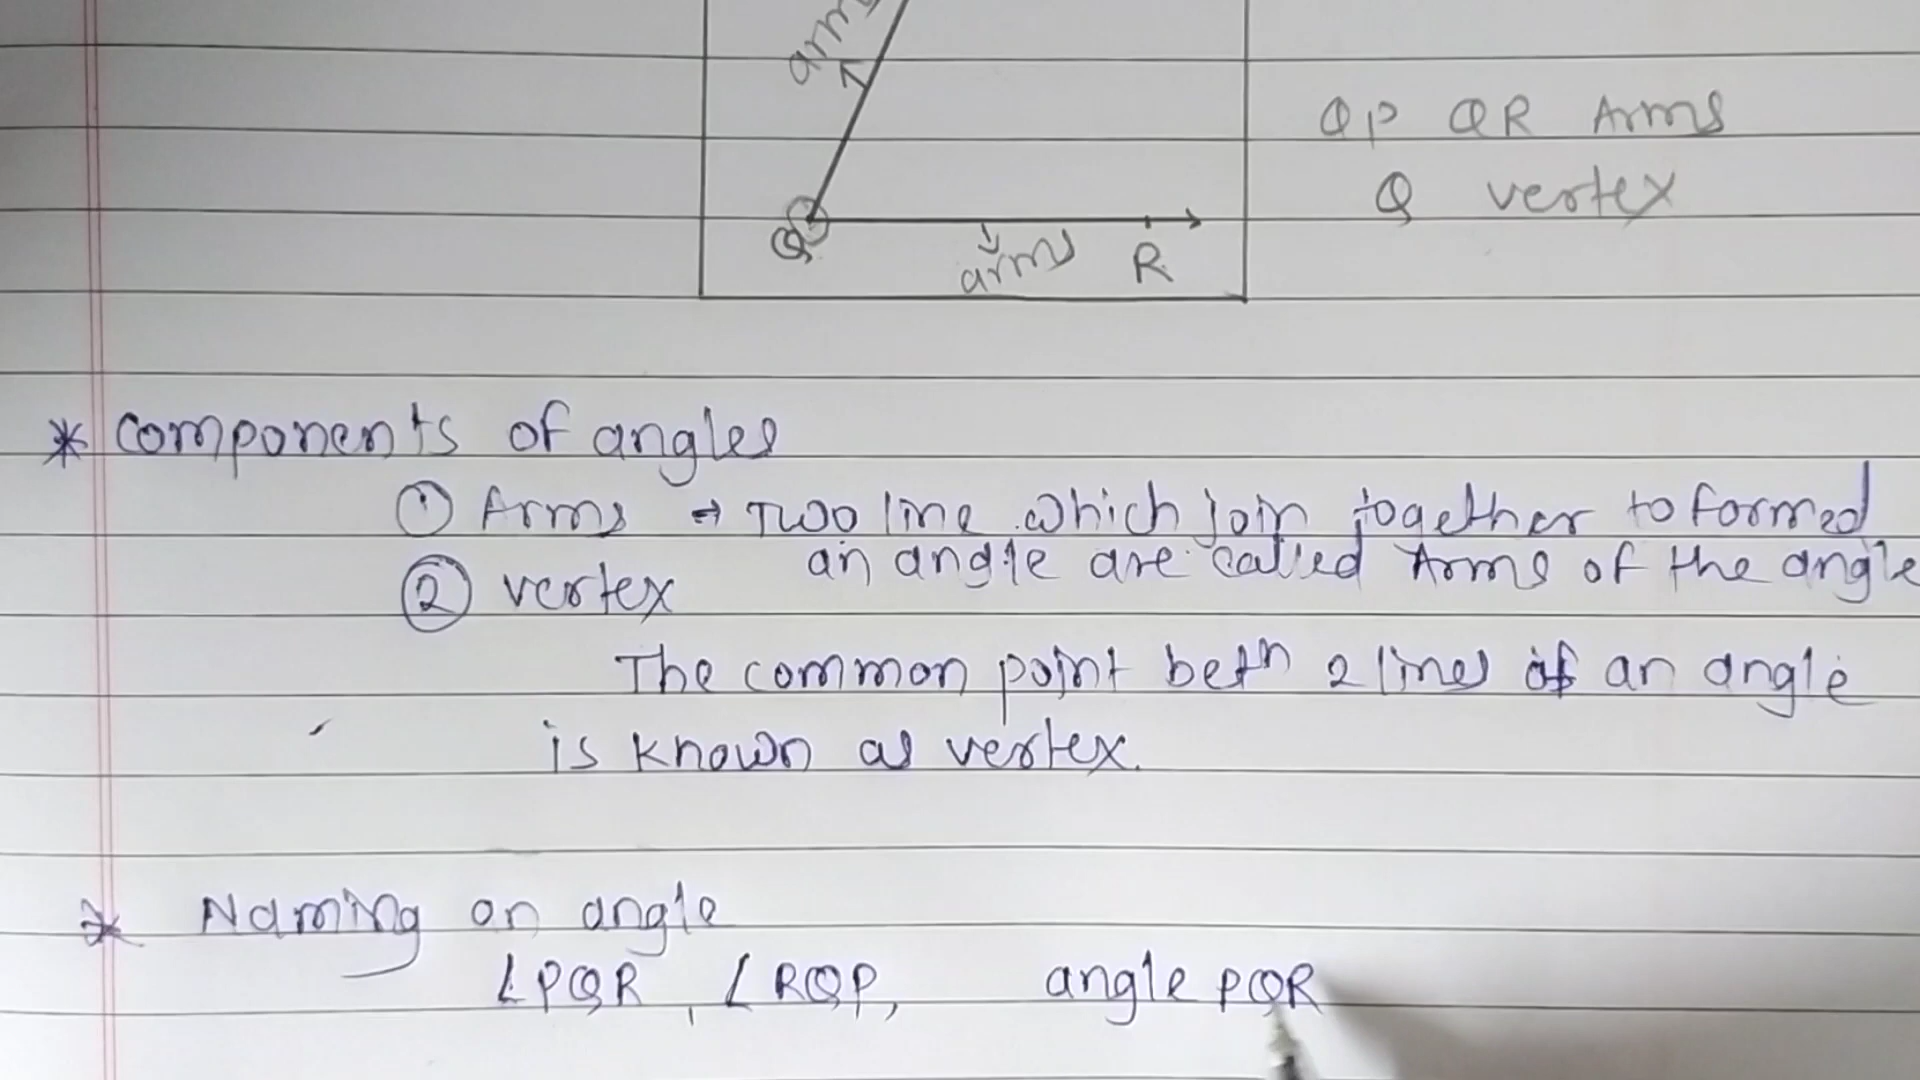 arms
QP QR Arms
Q vertex
Q
arms
R
* components of angles
① Arms → Two line which join together to formed
an angle are called Arms of the angle
② vertex
The common point betn 2 lines of an angle
is known as vertex.
* Naming an angle
∠PQR, ∠RQP, angle PQR